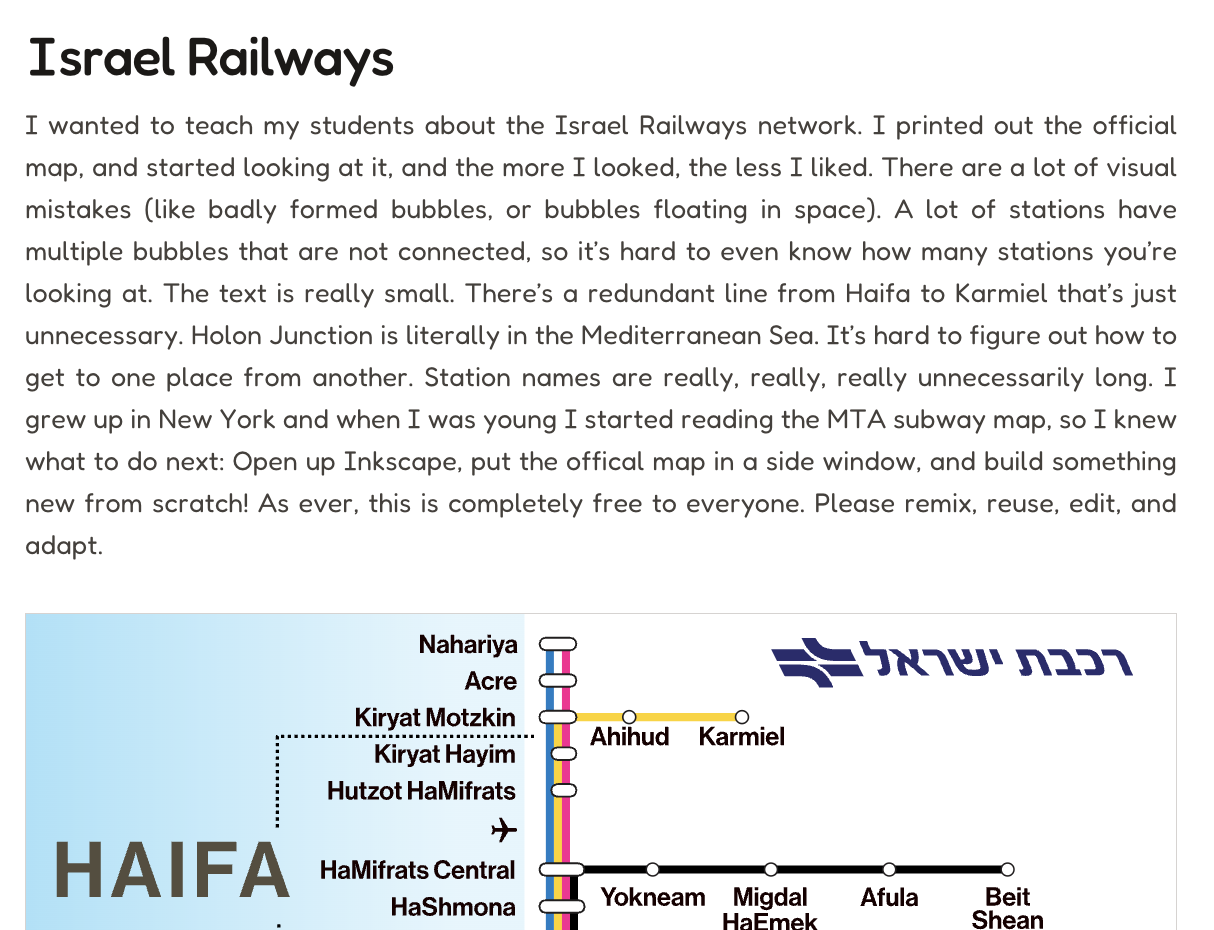 Israel Railways
I wanted to teach my students about the Israel Railways network. I printed out the official
map, and started looking at it, and the more I looked, the less I liked. There are a lot of visual
mistakes (like badly formed bubbles, or bubbles floating in space). A lot of stations have
multiple bubbles that are not connected, so it's hard to even know how many stations you're
looking at. The text is really small. There's a redundant line from Haifa to Karmiel that's just
unnecessary. Holon Junction is literally in the Mediterranean Sea. It's hard to figure out how to
get to one place from another. Station names are really, really, really unnecessarily long. I
grew up in New York and when I was young I started reading the MTA subway map, so I knew
what to do next: Open up Inkscape, put the offical map in a side window, and build something
new from scratch! As ever, this is completely free to everyone. Please remix, reuse, edit, and
adapt.
Nahariya
רכבת ישראל
Acre
Kiryat Motzkin
Ahihud Karmiel
Kiryat Hayim
Hutzot HaMifrats
HAIFA
HaMifrats Central
Yokneam Migdal Afula Beit
HaShmona
HaEmek Shean